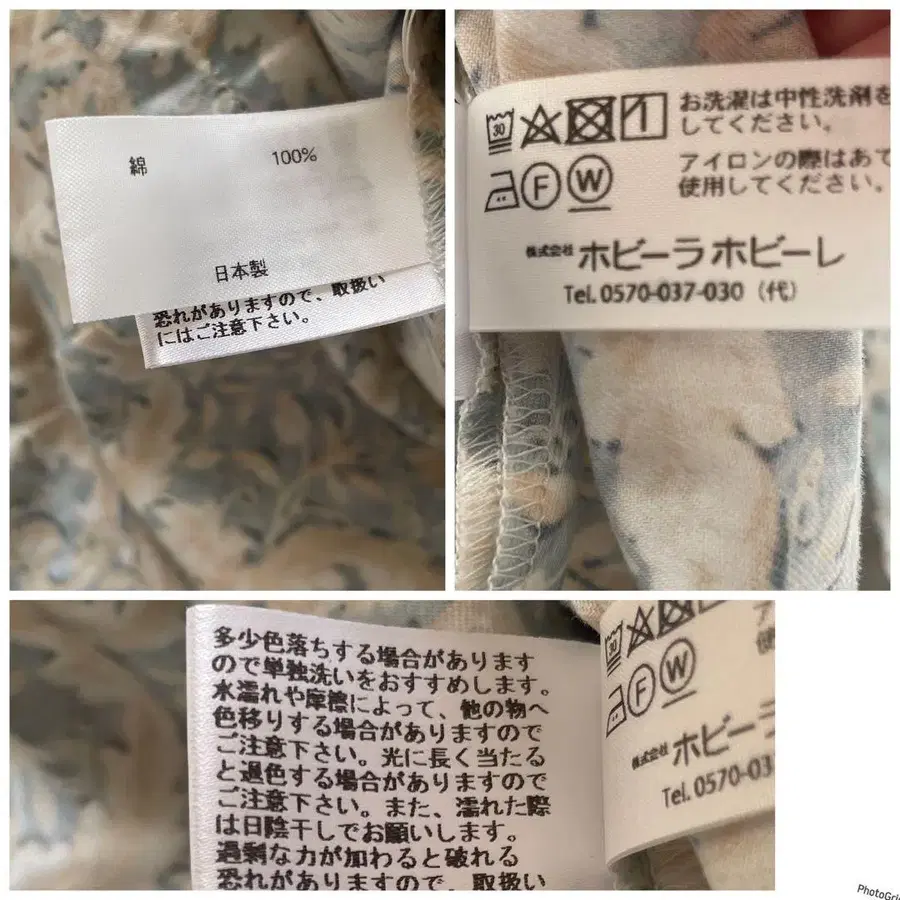 綿 100%
日本製
恐れがありますので、取扱い
にはご注意下さい。
30
お洗濯は中性洗剤を
してください。
F W
アイロンの際はあて
使用してください。
株式会社 ホビーラホビーレ
Tel. 0570-037-030（代）
多少色落ちする場合があります
ので単独洗いをおすすめします。
水濡れや摩擦によって、他の物へ
色移りする場合がありますので
ご注意下さい。光に長く当たる
と退色する場合がありますので
ご注意下さい。また、濡れた際
は日陰干しでお願いします。
過剰な力が加わると破れる
恐れがありますので、取扱い
30
F W
株式会社 ホビーラ
Tel. 0570-03
PhotoGri